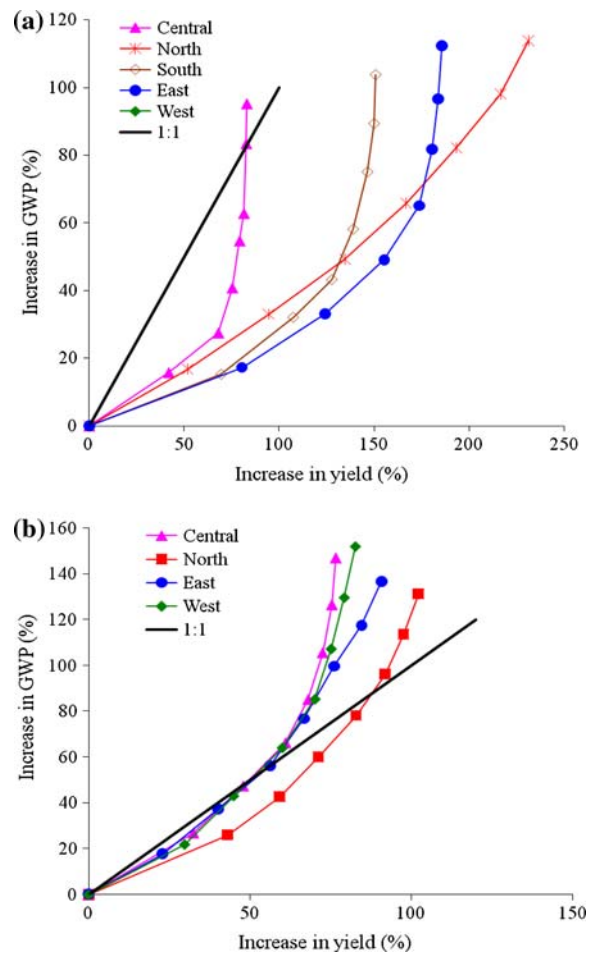 (a)
120
100
80
60
40
20
0
Increase in GWP (%)
Central
North
South
East
West
1:1
0 50 100 150 200 250
Increase in yield (%)
(b)
160
140
120
100
80
60
40
20
0
Increase in GWP (%)
Central
North
East
West
1:1
0 50 100 150
Increase in yield (%)